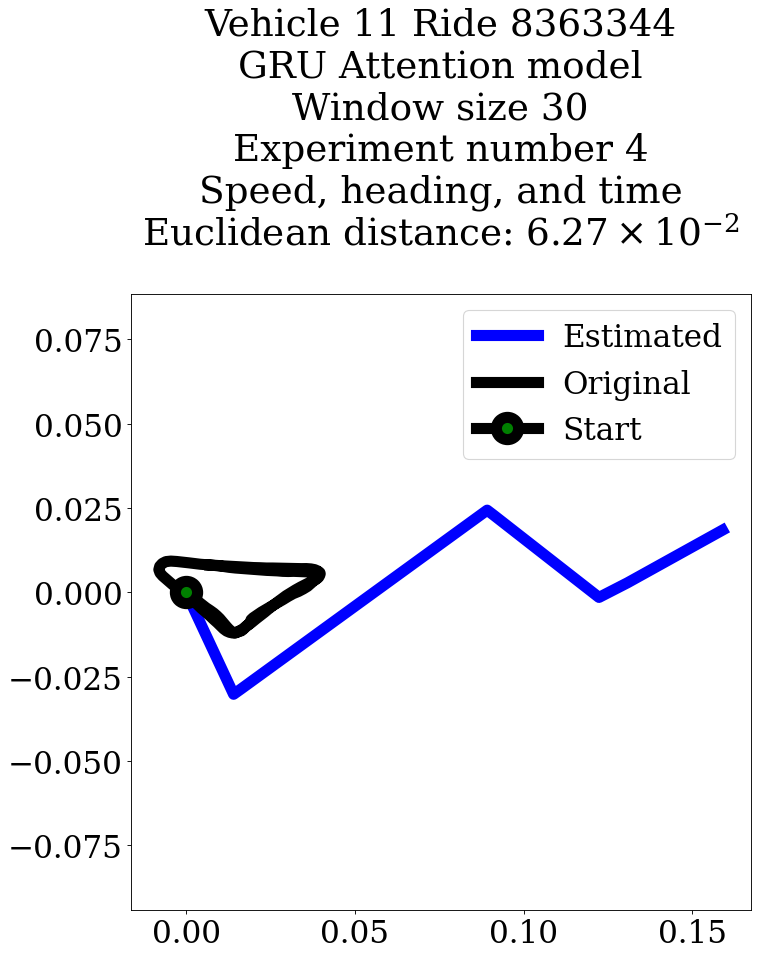 Vehicle 11 Ride 8363344
GRU Attention model
Window size 30
Experiment number 4
Speed, heading, and time
Euclidean distance: 6.27 × 10⁻²
Estimated
Original
Start
0.075
0.050
0.025
0.000
−0.025
−0.050
−0.075
0.00 0.05 0.10 0.15